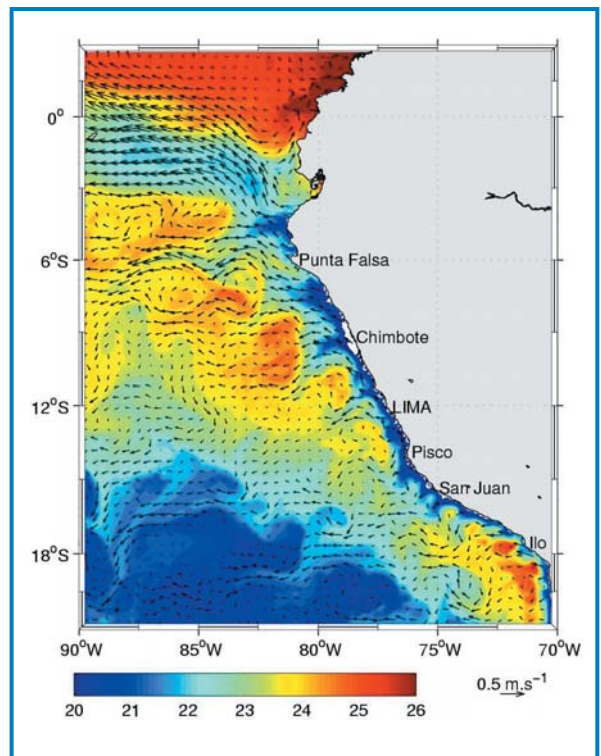 0°
6°S
Punta Falsa
Chimbote
12°S
LIMA
Pisco
San Juan
Ilo
18°S
90°W 85°W 80°W 75°W 70°W
0.5 m.s⁻¹
20 21 22 23 24 25 26